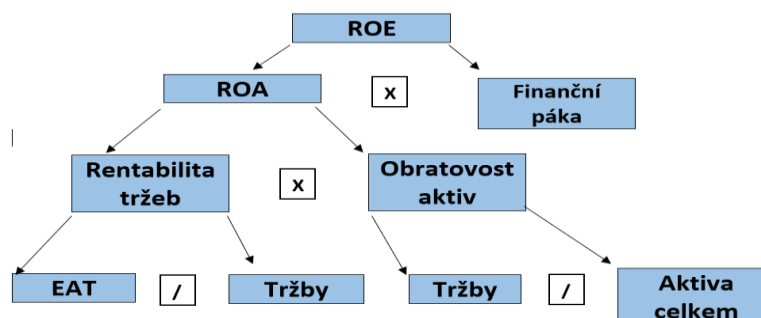 ROE
ROA
x
Finanční
páka
Rentabilita
tržeb
x
Obratovost
aktiv
EAT
/
Tržby
Tržby
/
Aktiva
celkem